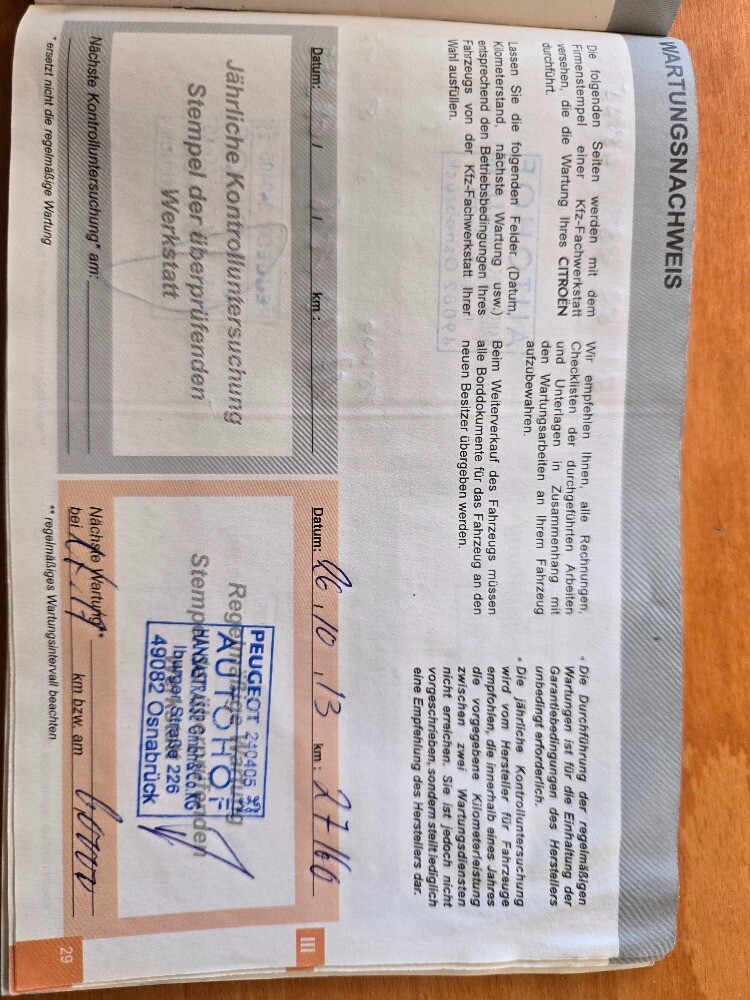 WARTUNGSNACHWEIS
Die folgenden Seiten werden mit dem
Firmenstempel einer Kfz-Fachwerkstatt
versehen, die die Wartung Ihres CITROËN
durchführt.
Lassen Sie die folgenden Felder (Datum,
Kilometerstand, nächste Wartung usw.)
entsprechend den Betriebsbedingungen Ihres
Fahrzeugs von der Kfz-Fachwerkstatt Ihrer
Wahl ausfüllen.
Wir empfehlen Ihnen, alle Rechnungen,
Checklisten der durchgeführten Arbeiten
und Unterlagen in Zusammenhang mit
den Wartungsarbeiten an Ihrem Fahrzeug
aufzubewahren.
Beim Weiterverkauf des Fahrzeugs müssen
alle Borddokumente für das Fahrzeug an den
neuen Besitzer übergeben werden.
* Die Durchführung der regelmäßigen
Wartungen ist für die Einhaltung der
Garantiebedingungen des Herstellers
unbedingt erforderlich.
* Die jährliche Kontrolluntersuchung
wird vom Hersteller für Fahrzeuge
empfohlen, die innerhalb eines Jahres
die vorgegebene Kilometerleistung
zwischen zwei Wartungsdiensten
nicht erreichen. Sie ist jedoch nicht
vorgeschrieben, sondern stellt lediglich
eine Empfehlung des Herstellers dar.
III
Datum: / / km :
Jährliche Kontrolluntersuchung
Stempel der überprüfenden
Werkstatt
Nächste Kontrolluntersuchung* am:
* ersetzt nicht die regelmäßige Wartung
Datum: 26, 10, 13 km : 27 166
Regelmäßige Wartung
PEUGEOT 240405
AUTOHOF
HANSASTRASSE GmbH & Co. KG
Iburger Straße 226
49082 Osnabrück
Nächste Wartung**
bei km bzw. am
** regelmäßiges Wartungsintervall beachten
29